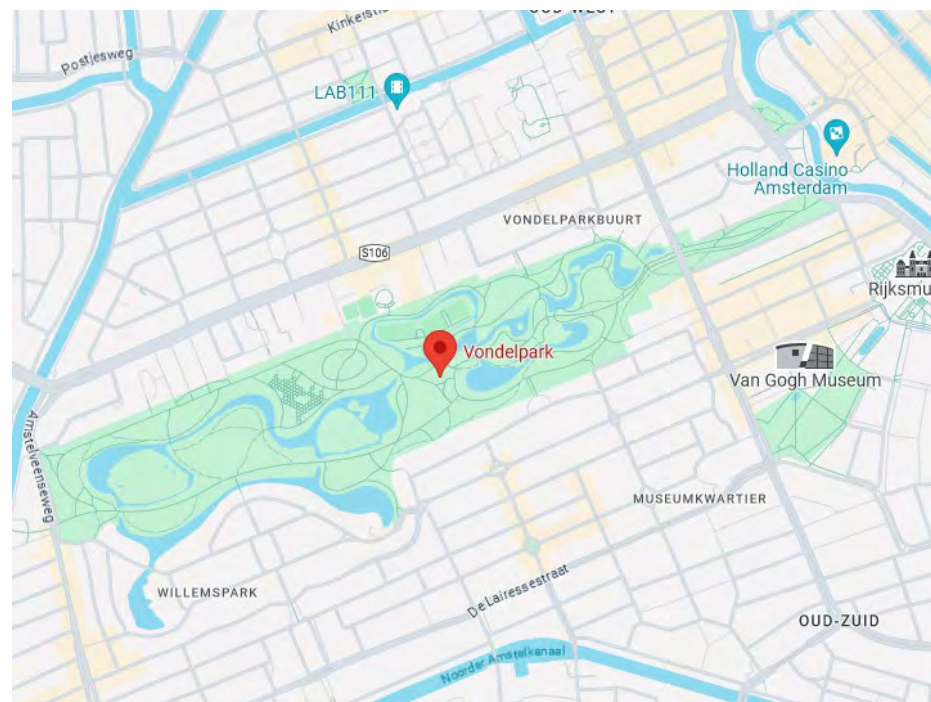 OUD-WEST
Kinkerst
Postjesweg
LAB111
Holland Casino
Amsterdam
VONDELPARKBUURT
S106
Rijksmu
Vondelpark
Van Gogh Museum
Amstelveenseweg
MUSEUMKWARTIER
De Lairessestraat
WILLEMSPARK
OUD-ZUID
Noorder Amstelkanaal